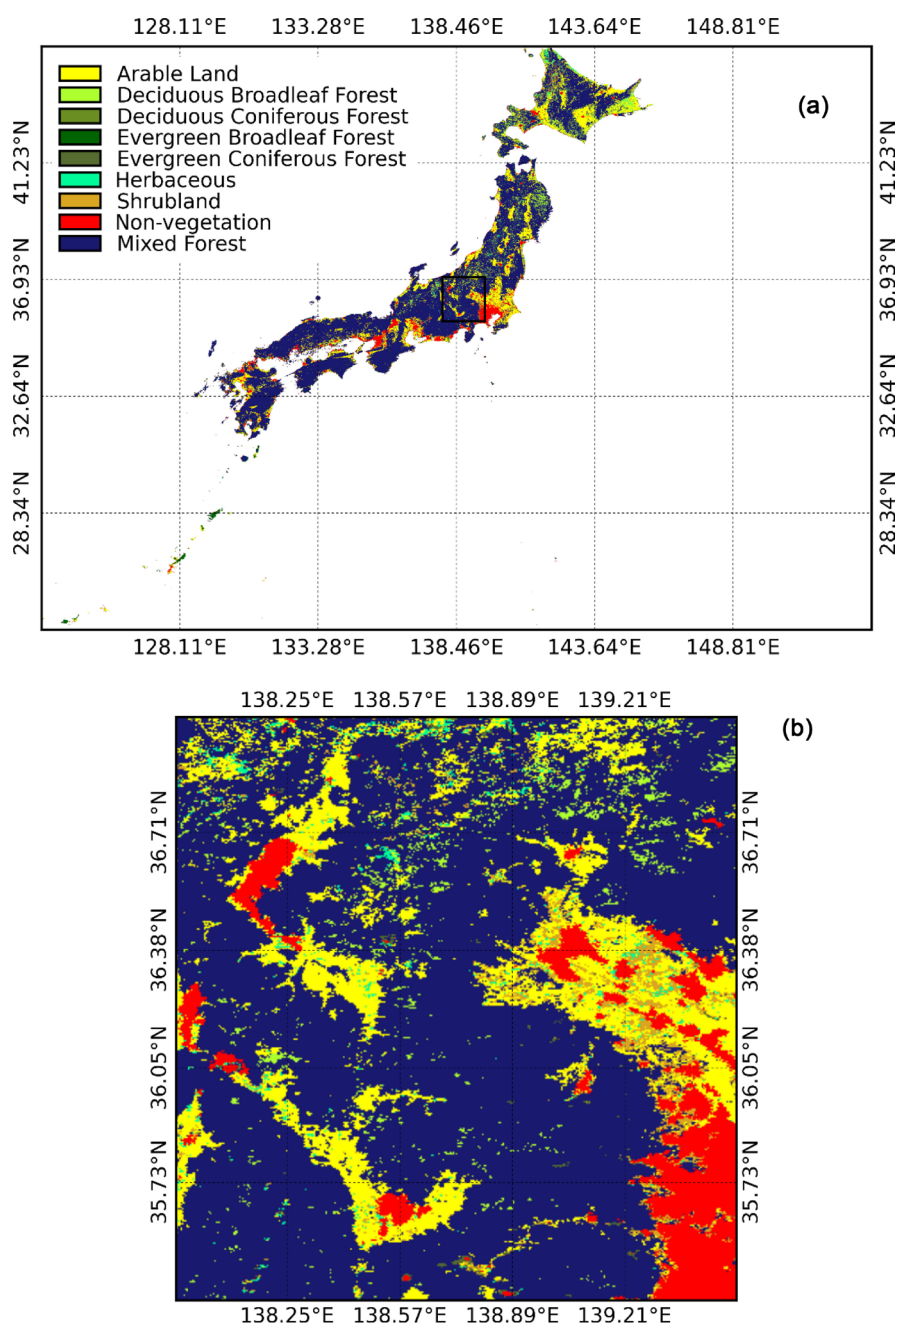 128.11°E 133.28°E 138.46°E 143.64°E 148.81°E
Arable Land
Deciduous Broadleaf Forest
Deciduous Coniferous Forest
Evergreen Broadleaf Forest
Evergreen Coniferous Forest
Herbaceous
Shrubland
Non-vegetation
Mixed Forest
(a)
41.23°N 41.23°N
36.93°N 36.93°N
32.64°N 32.64°N
28.34°N 28.34°N
128.11°E 133.28°E 138.46°E 143.64°E 148.81°E
138.25°E 138.57°E 138.89°E 139.21°E
(b)
36.71°N 36.71°N
36.38°N 36.38°N
36.05°N 36.05°N
35.73°N 35.73°N
138.25°E 138.57°E 138.89°E 139.21°E